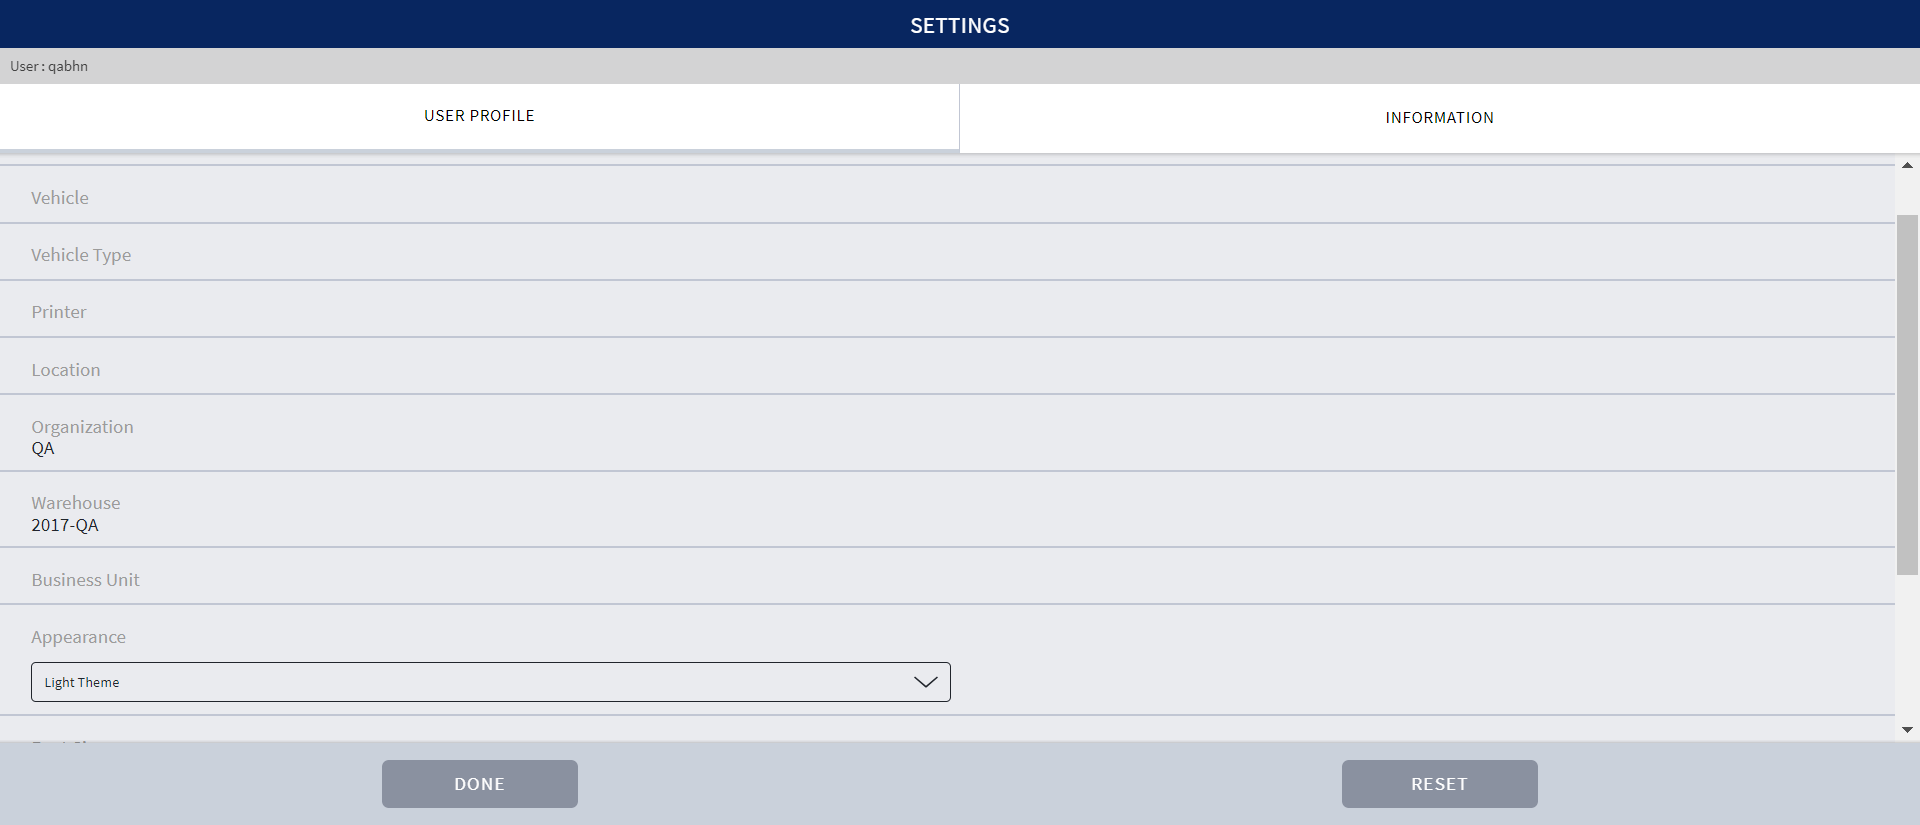 SETTINGS
User : qabhn
USER PROFILE
INFORMATION
Vehicle
Vehicle Type
Printer
Location
Organization
QA
Warehouse
2017-QA
Business Unit
Appearance
Light Theme
DONE
RESET